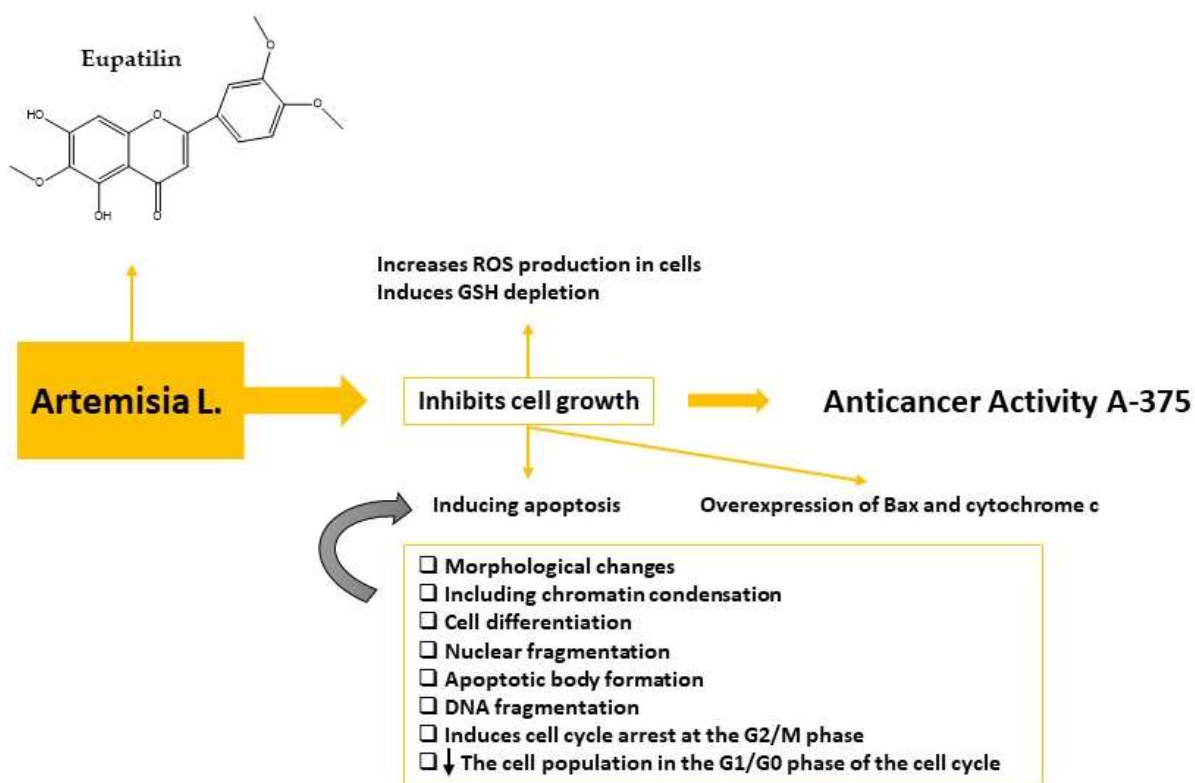 Eupatilin
O
O
O
HO
O
OH
O
Increases ROS production in cells
Induces GSH depletion
Artemisia L.
Inhibits cell growth
Anticancer Activity A-375
Inducing apoptosis
Overexpression of Bax and cytochrome c
❑ Morphological changes
❑ Including chromatin condensation
❑ Cell differentiation
❑ Nuclear fragmentation
❑ Apoptotic body formation
❑ DNA fragmentation
❑ Induces cell cycle arrest at the G2/M phase
❑ ↓ The cell population in the G1/G0 phase of the cell cycle